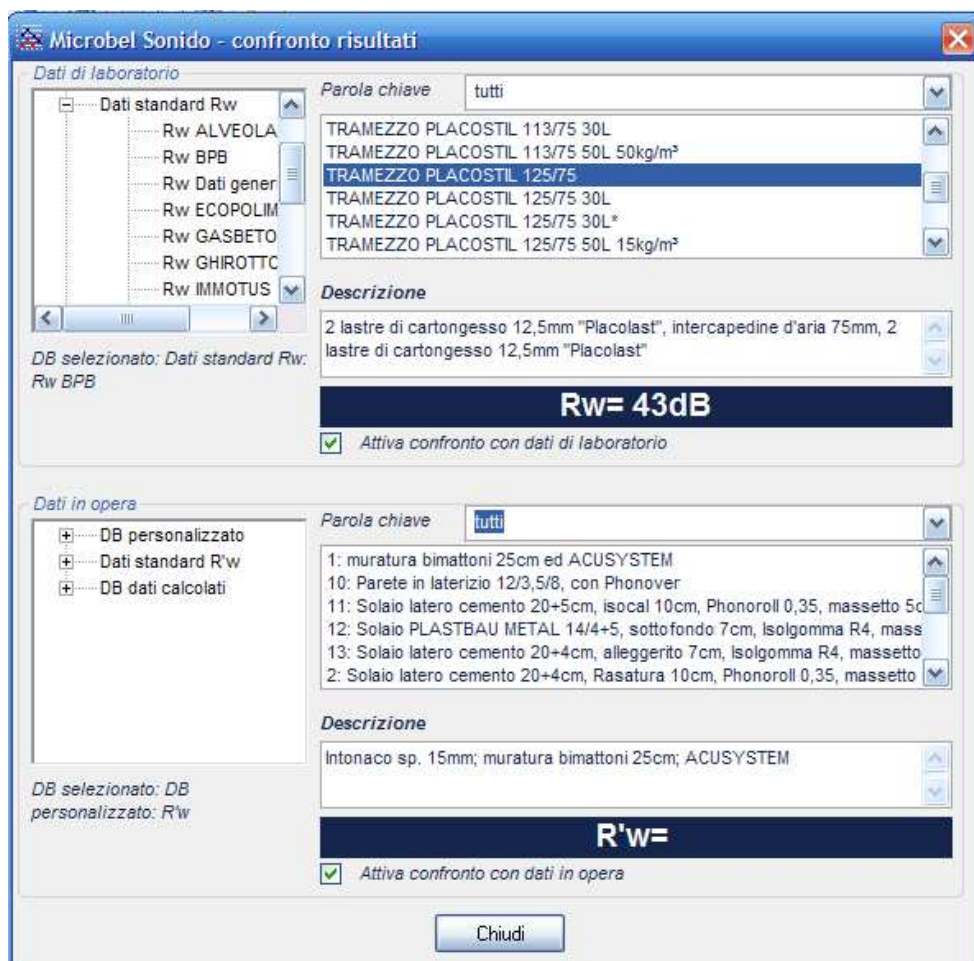 Microbel Sonido - confronto risultati
Dati di laboratorio
Dati standard Rw
Rw ALVEOLA
Rw BPB
Rw Dati gener
Rw ECOPOLIM
Rw GASBETO
Rw GHIROTTO
Rw IMMOTUS
DB selezionato: Dati standard Rw:
Rw BPB
Parola chiave tutti
TRAMEZZO PLACOSTIL 113/75 30L
TRAMEZZO PLACOSTIL 113/75 50L 50kg/m³
TRAMEZZO PLACOSTIL 125/75
TRAMEZZO PLACOSTIL 125/75 30L
TRAMEZZO PLACOSTIL 125/75 30L*
TRAMEZZO PLACOSTIL 125/75 50L 15kg/m³
Descrizione
2 lastre di cartongesso 12,5mm "Placolast", intercapedine d'aria 75mm, 2
lastre di cartongesso 12,5mm "Placolast"
Rw= 43dB
Attiva confronto con dati di laboratorio
Dati in opera
DB personalizzato
Dati standard R'w
DB dati calcolati
DB selezionato: DB
personalizzato: R'w
Parola chiave tutti
1: muratura bimattoni 25cm ed ACUSYSTEM
10: Parete in laterizio 12/3,5/8, con Phonover
11: Solaio latero cemento 20+5cm, isocal 10cm, Phonoroll 0,35, massetto 5c
12: Solaio PLASTBAU METAL 14/4+5, sottofondo 7cm, Isolgomma R4, mass
13: Solaio latero cemento 20+4cm, alleggerito 7cm, Isolgomma R4, massetto
2: Solaio latero cemento 20+4cm, Rasatura 10cm, Phonoroll 0,35, massetto
Descrizione
Intonaco sp. 15mm; muratura bimattoni 25cm; ACUSYSTEM
R'w=
Attiva confronto con dati in opera
Chiudi